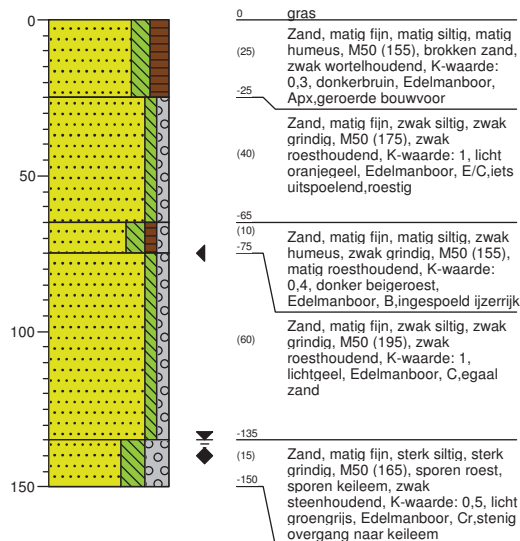 0
50
100
150
0 gras
(25)
Zand, matig fijn, matig siltig, matig
humeus, M50 (155), brokken zand,
zwak wortelhoudend, K-waarde:
0,3, donkerbruin, Edelmanboor,
Apx,geroerde bouwvoor
-25
(40)
Zand, matig fijn, zwak siltig, zwak
grindig, M50 (175), zwak
roesthoudend, K-waarde: 1, licht
oranjegeel, Edelmanboor, E/C,iets
uitspoelend,roestig
-65
(10)
Zand, matig fijn, matig siltig, zwak
humeus, zwak grindig, M50 (155),
matig roesthoudend, K-waarde:
0,4, donker beigeroest,
Edelmanboor, B,ingespoeld ijzerrijk
-75
(60)
Zand, matig fijn, zwak siltig, zwak
grindig, M50 (195), zwak
roesthoudend, K-waarde: 1,
lichtgeel, Edelmanboor, C,egaal
zand
-135
(15)
Zand, matig fijn, sterk siltig, sterk
grindig, M50 (165), sporen roest,
sporen keileem, zwak
steenhoudend, K-waarde: 0,5, licht
groengrijs, Edelmanboor, Cr,stenig
overgang naar keileem
-150